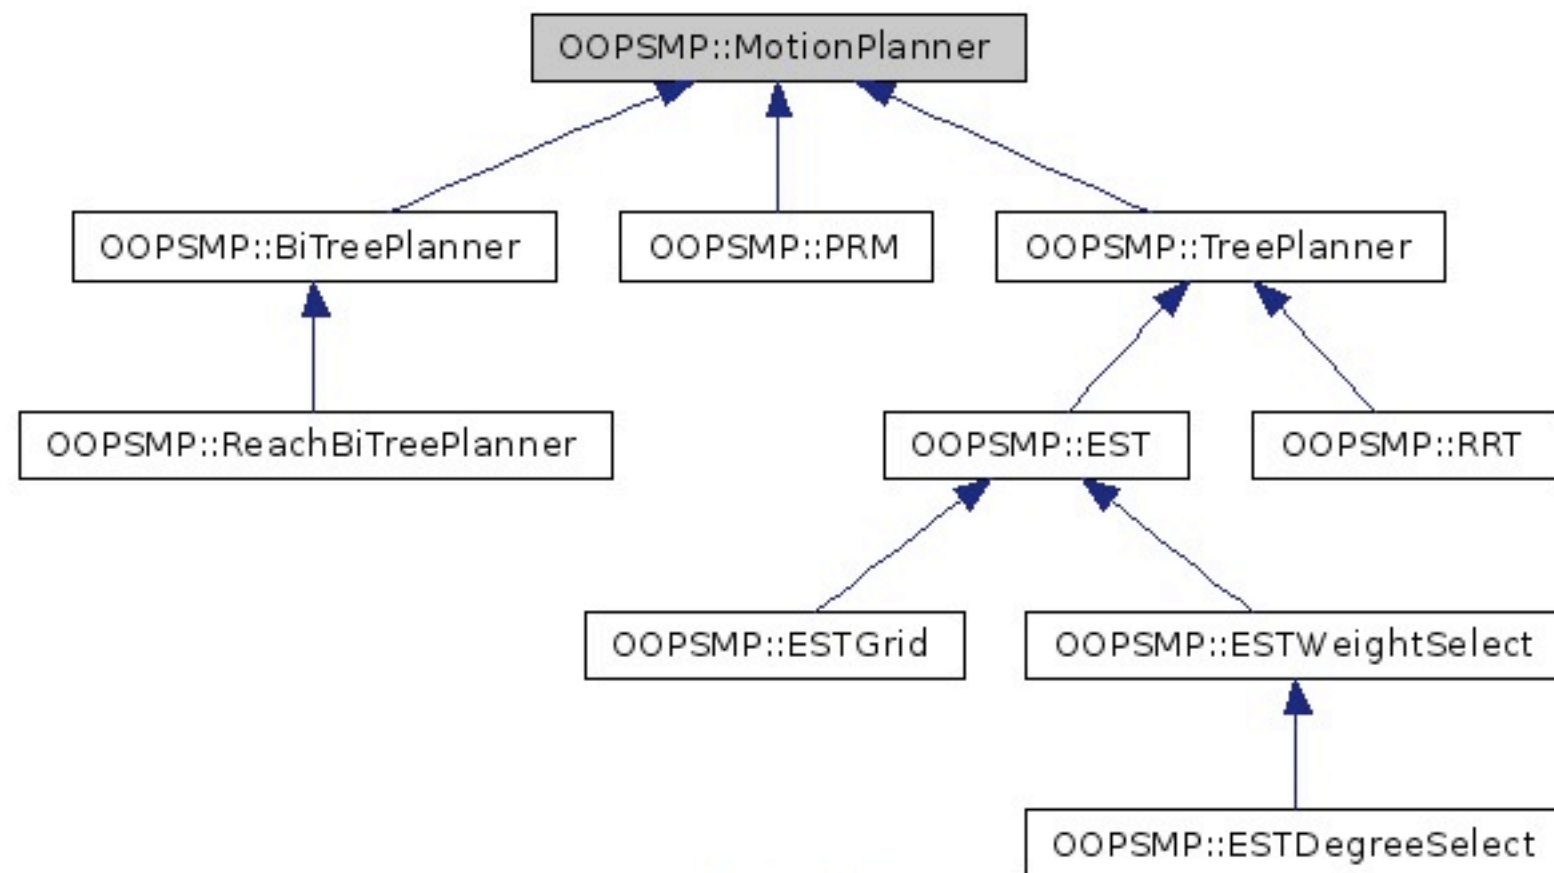 OOPSMP::MotionPlanner
OOPSMP::BiTreePlanner
OOPSMP::PRM
OOPSMP::TreePlanner
OOPSMP::ReachBiTreePlanner
OOPSMP::EST
OOPSMP::RRT
OOPSMP::ESTGrid
OOPSMP::ESTWeightSelect
OOPSMP::ESTDegreeSelect